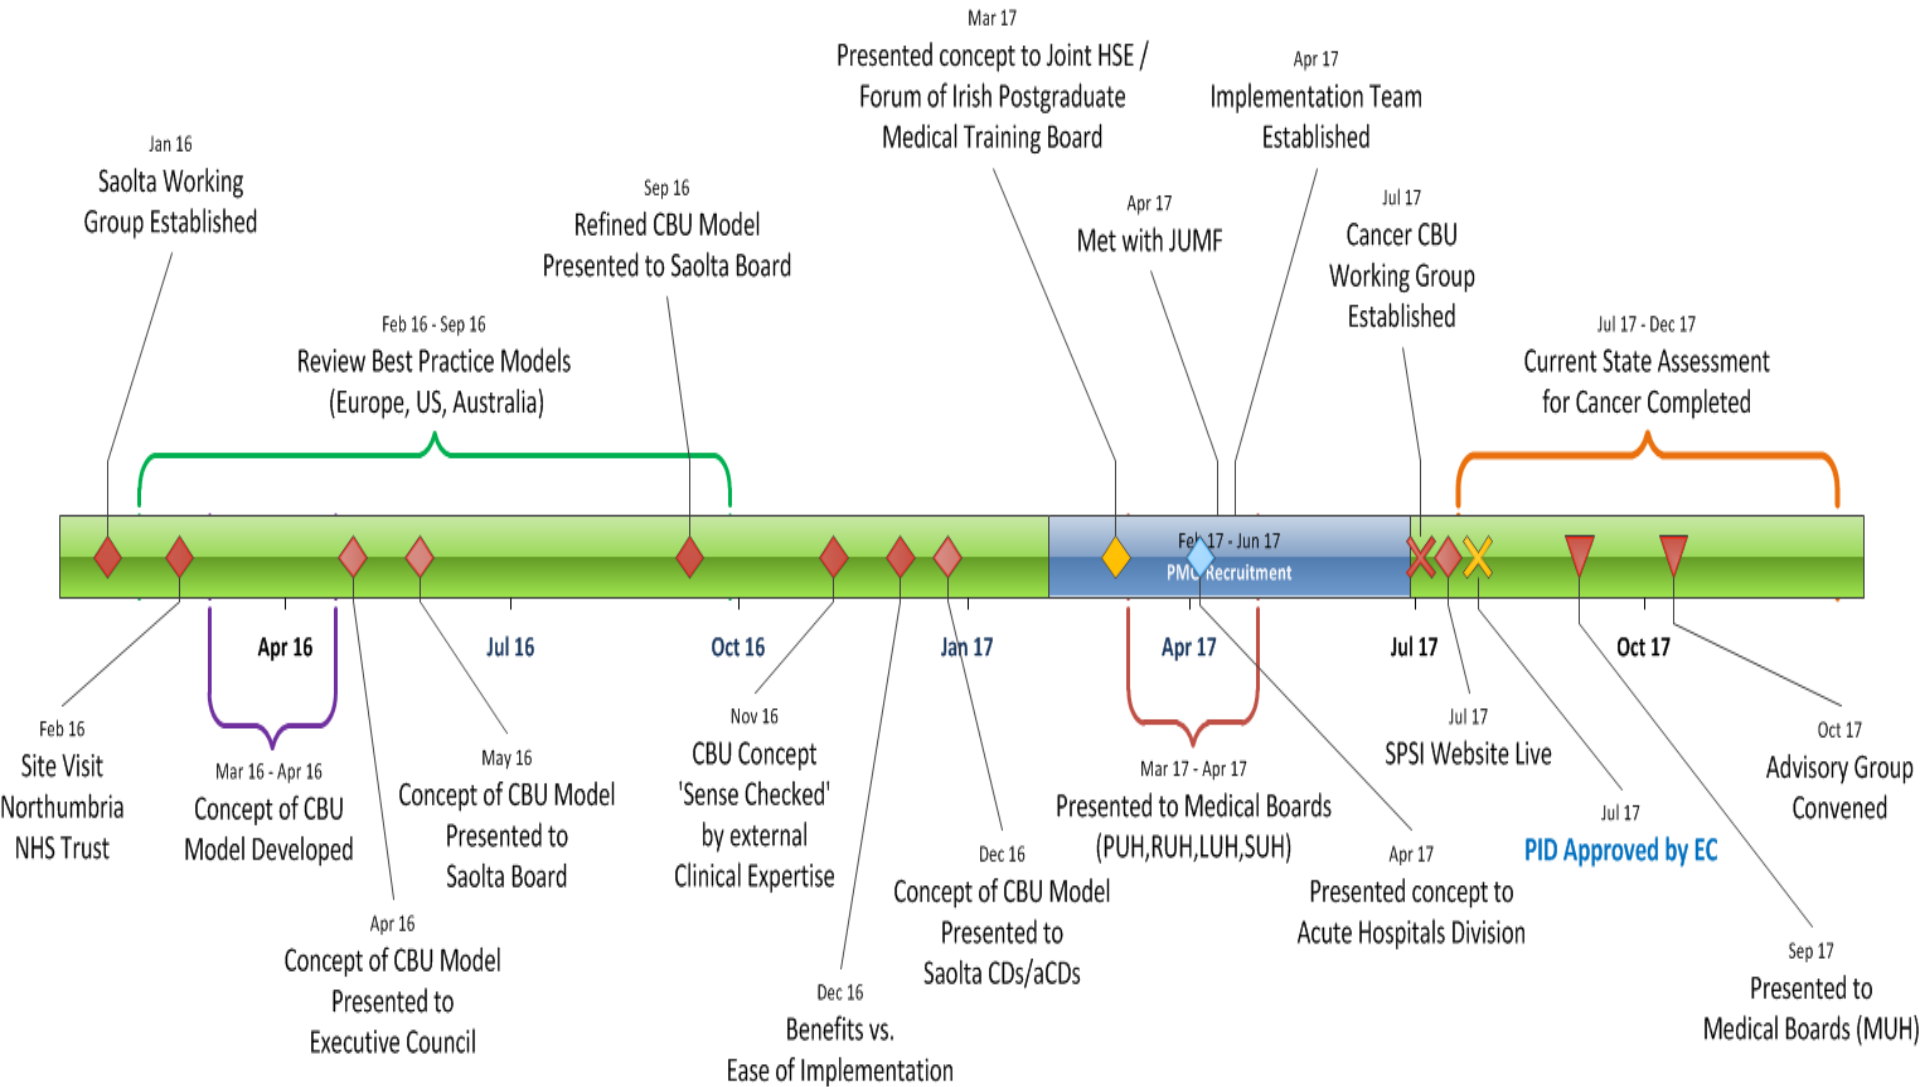 Mar 17
Presented concept to Joint HSE /
Forum of Irish Postgraduate
Medical Training Board
Apr 17
Implementation Team
Established
Jan 16
Saolta Working
Group Established
Sep 16
Refined CBU Model
Presented to Saolta Board
Apr 17
Met with JUMF
Jul 17
Cancer CBU
Working Group
Established
Feb 16 - Sep 16
Review Best Practice Models
(Europe, US, Australia)
Jul 17 - Dec 17
Current State Assessment
for Cancer Completed
Feb 17 - Jun 17
PMO Recruitment
Apr 16
Jul 16
Oct 16
Jan 17
Apr 17
Jul 17
Oct 17
Feb 16
Site Visit
Northumbria
NHS Trust
Mar 16 - Apr 16
Concept of CBU
Model Developed
Apr 16
Concept of CBU Model
Presented to
Executive Council
May 16
Concept of CBU Model
Presented to
Saolta Board
Nov 16
CBU Concept
'Sense Checked'
by external
Clinical Expertise
Dec 16
Benefits vs.
Ease of Implementation
Dec 16
Concept of CBU Model
Presented to
Saolta CDs/aCDs
Mar 17 - Apr 17
Presented to Medical Boards
(PUH,RUH,LUH,SUH)
Apr 17
Presented concept to
Acute Hospitals Division
Jul 17
SPSI Website Live
Jul 17
PID Approved by EC
Sep 17
Presented to
Medical Boards (MUH)
Oct 17
Advisory Group
Convened